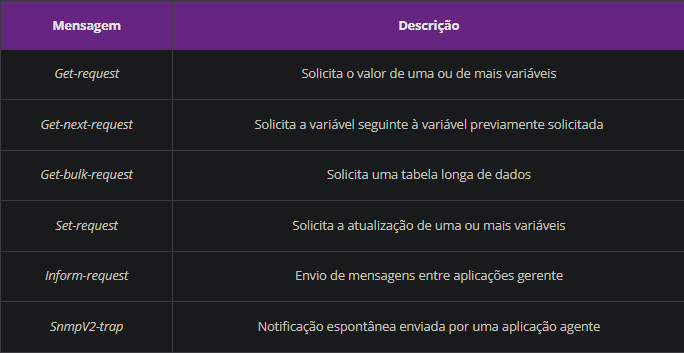 Mensagem Descrição
Get-request Solicita o valor de uma ou de mais variáveis
Get-next-request Solicita a variável seguinte à variável previamente solicitada
Get-bulk-request Solicita uma tabela longa de dados
Set-request Solicita a atualização de uma ou mais variáveis
Inform-request Envio de mensagens entre aplicações gerente
SnmpV2-trap Notificação espontânea enviada por uma aplicação agente